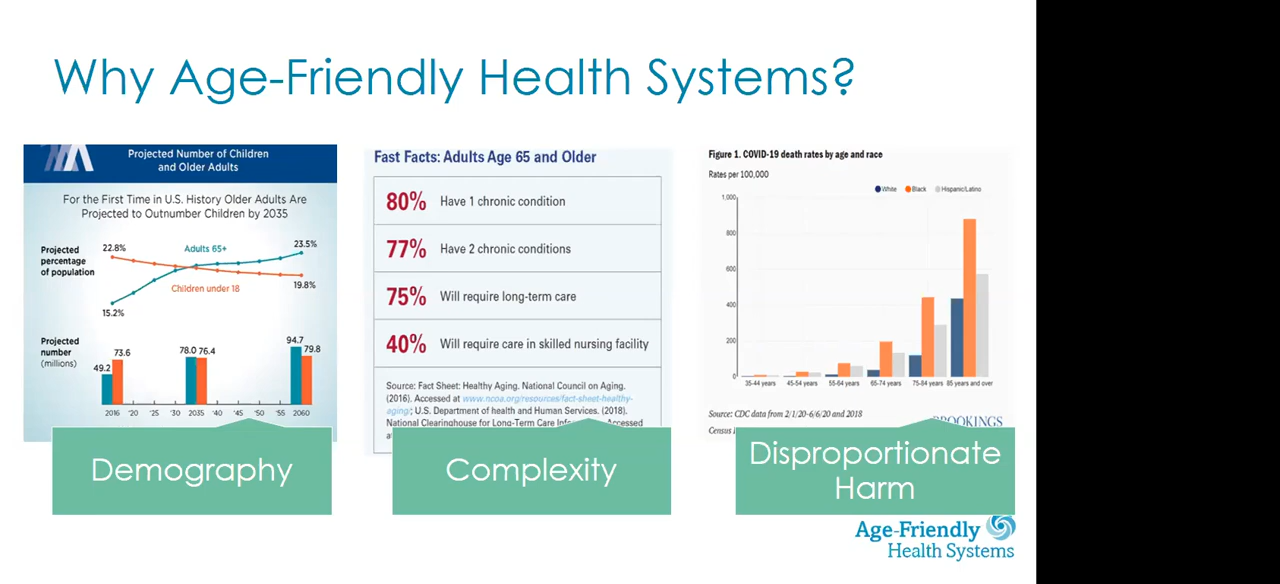 Why Age-Friendly Health Systems?
Projected Number of Children
and Older Adults
For the First Time in U.S. History Older Adults Are
Projected to Outnumber Children by 2035
Projected
percentage
of population
22.8%
Adults 65+
23.5%
Children under 18
15.2%
19.8%
Projected
number
(millions)
49.2
73.6
78.0
76.4
94.7
79.8
2016 '20 '25 '30 2035 '40 '45 '50 '55 2060
Demography
Fast Facts: Adults Age 65 and Older
80% Have 1 chronic condition
77% Have 2 chronic conditions
75% Will require long-term care
40% Will require care in skilled nursing facility
Source: Fact Sheet: Healthy Aging. National Council on Aging.
(2016). Accessed at www.ncoa.org/resources/fact-sheet-healthy-
aging/; U.S. Department of health and Human Services. (2018).
National Clearinghouse for Long-Term Care
Complexity
Figure 1. COVID-19 death rates by age and race
Rates per 100,000
White Black Hispanic/Latino
1,000
800
600
400
200
0
35-44 years 45-54 years 55-64 years 65-74 years 75-84 years 85 years and over
Source: CDC data from 2/1/20-6/6/20 and 2018
Census
BROOKINGS
Disproportionate
Harm
Age-Friendly
Health Systems